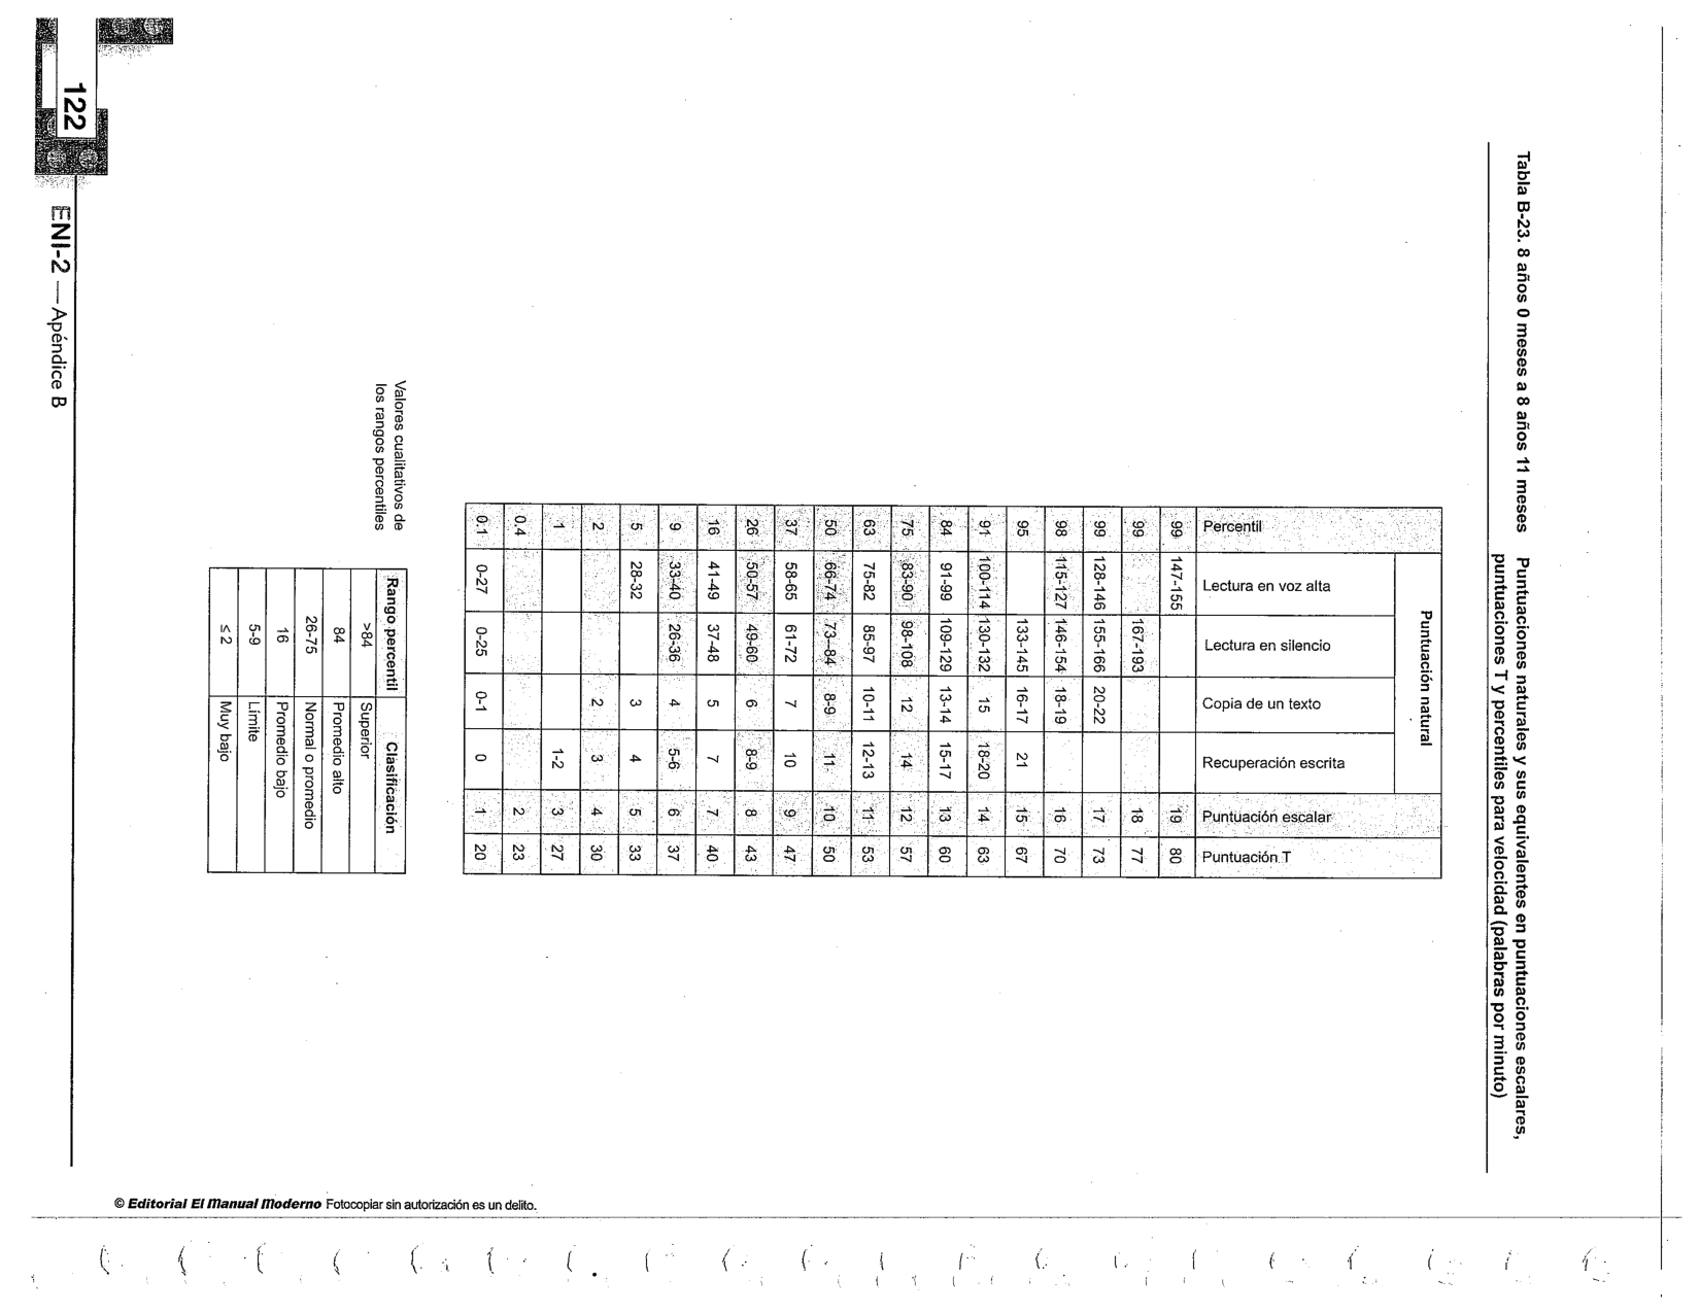 Tabla B-23. 8 años 0 meses a 8 años 11 meses Puntuaciones naturales y sus equivalentes en puntuaciones escalares,
puntuaciones T y percentiles para velocidad (palabras por minuto)
Puntuación natural
Percentil Lectura en voz alta Lectura en silencio Copia de un texto Recuperación escrita Puntuación escalar Puntuación T
99 147-155 19 80
99 167-193 18 77
99 128-146 155-166 20-22 17 73
98 115-127 146-154 18-19 16 70
95 133-145 16-17 21 15 67
91 100-114 130-132 15 18-20 14 63
84 91-99 109-129 13-14 15-17 13 60
75 83-90 98-108 12 14 12 57
63 75-82 85-97 10-11 12-13 11 53
50 66-74 73-84 8-9 11 10 50
37 58-65 61-72 7 10 9 47
26 50-57 49-60 6 8-9 8 43
16 41-49 37-48 5 7 7 40
9 33-40 26-36 4 5-6 6 37
5 28-32 3 4 5 33
2 2 3 4 30
1 1-2 3 27
0.4 2 23
0.1 0-27 0-25 0-1 0 1 20
Valores cualitativos de
los rangos percentiles
Rango percentil Clasificación
>84 Superior
84 Promedio alto
26-75 Normal o promedio
16 Promedio bajo
5-9 Límite
≤ 2 Muy bajo
122
ENI-2 — Apéndice B
© Editorial El Manual Moderno Fotocopiar sin autorización es un delito.